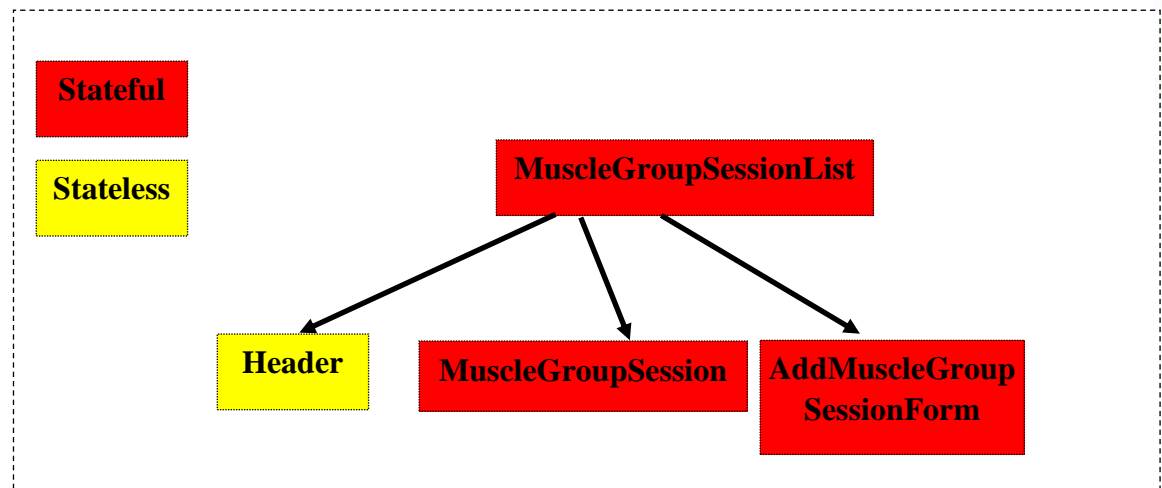 Stateful
Stateless
MuscleGroupSessionList
Header
MuscleGroupSession
AddMuscleGroup
SessionForm